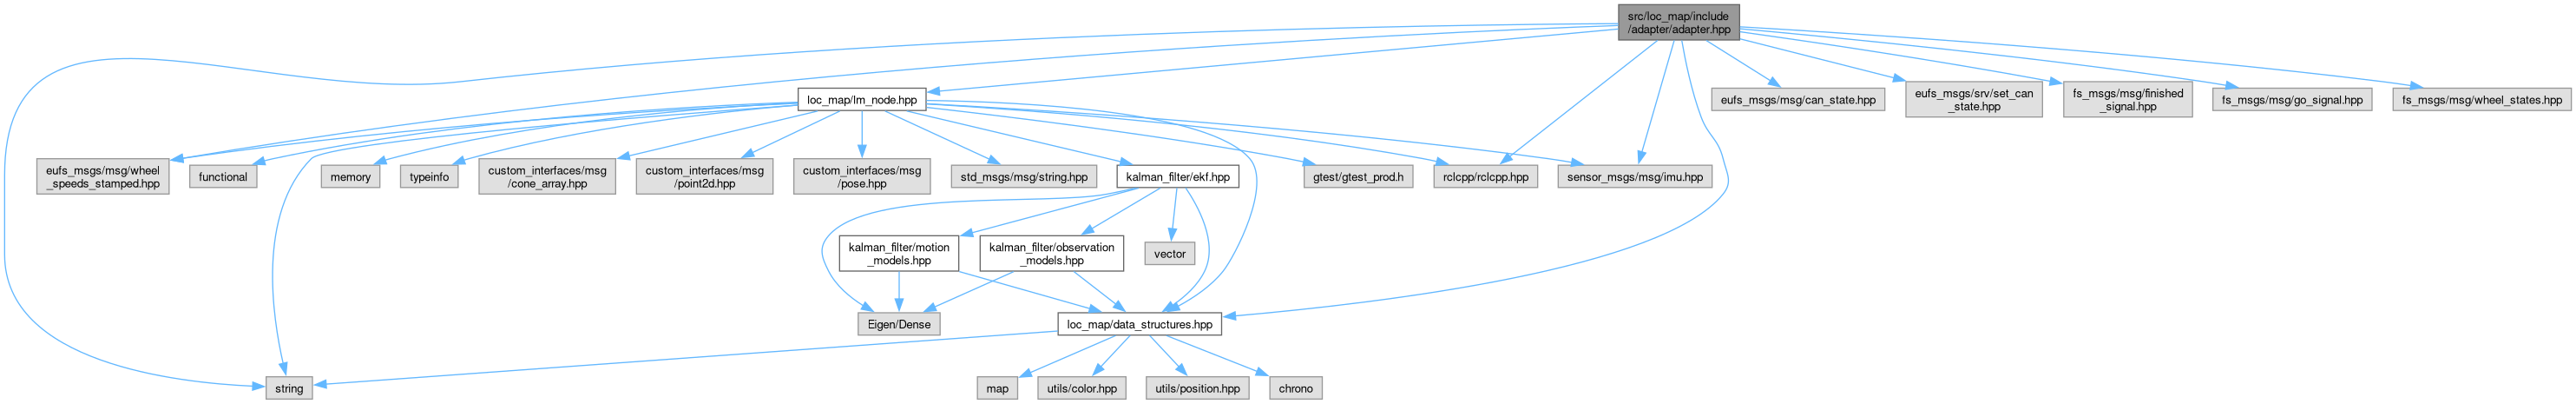 src/loc_map/include
/adapter/adapter.hpp
loc_map/lm_node.hpp
eufs_msgs/msg/can_state.hpp
eufs_msgs/srv/set_can
_state.hpp
fs_msgs/msg/finished
_signal.hpp
fs_msgs/msg/go_signal.hpp
fs_msgs/msg/wheel_states.hpp
eufs_msgs/msg/wheel
_speeds_stamped.hpp
functional
memory
typeinfo
custom_interfaces/msg
/cone_array.hpp
custom_interfaces/msg
/point2d.hpp
custom_interfaces/msg
/pose.hpp
std_msgs/msg/string.hpp
kalman_filter/ekf.hpp
gtest/gtest_prod.h
rclcpp/rclcpp.hpp
sensor_msgs/msg/imu.hpp
kalman_filter/motion
_models.hpp
kalman_filter/observation
_models.hpp
vector
Eigen/Dense
loc_map/data_structures.hpp
string
map
utils/color.hpp
utils/position.hpp
chrono